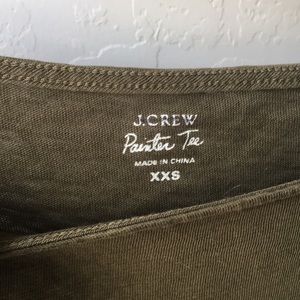 J.CREW
Painter Tee
MADE IN CHINA
XXS